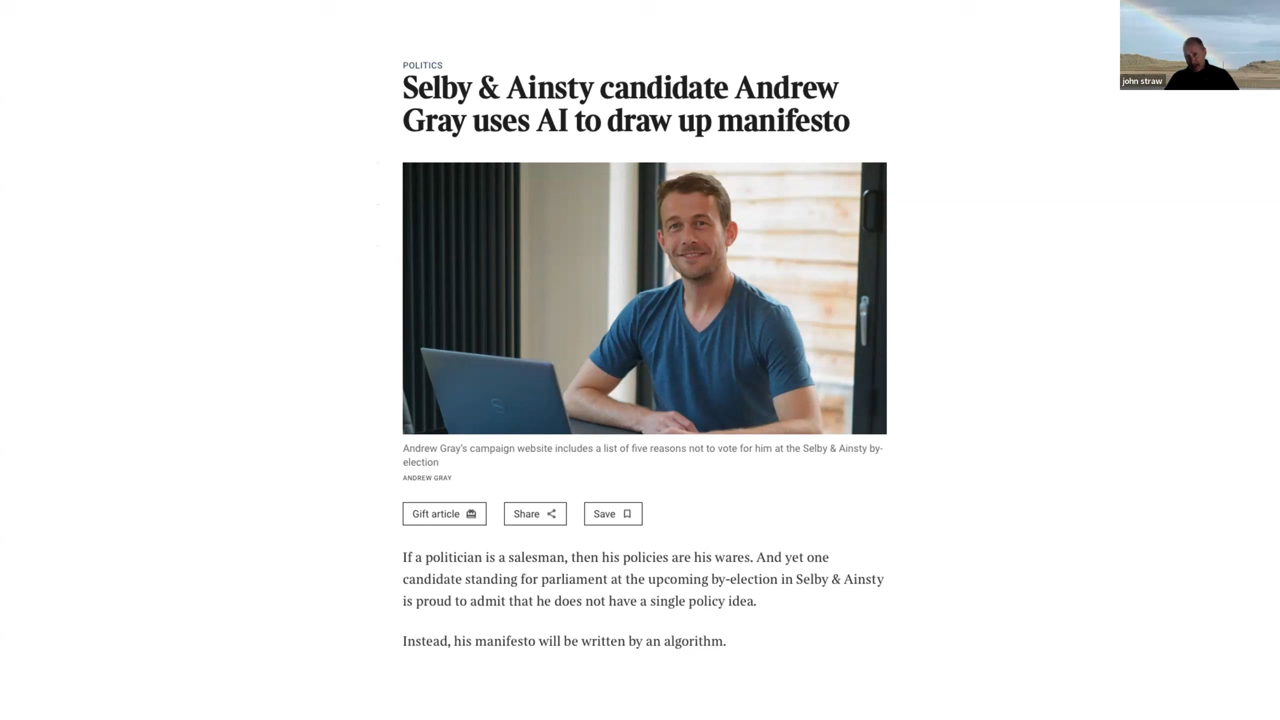 POLITICS
Selby & Ainsty candidate Andrew
Gray uses AI to draw up manifesto
Andrew Gray's campaign website includes a list of five reasons not to vote for him at the Selby & Ainsty by-
election
ANDREW GRAY
Gift article
Share
Save
If a politician is a salesman, then his policies are his wares. And yet one
candidate standing for parliament at the upcoming by-election in Selby & Ainsty
is proud to admit that he does not have a single policy idea.
Instead, his manifesto will be written by an algorithm.
john straw